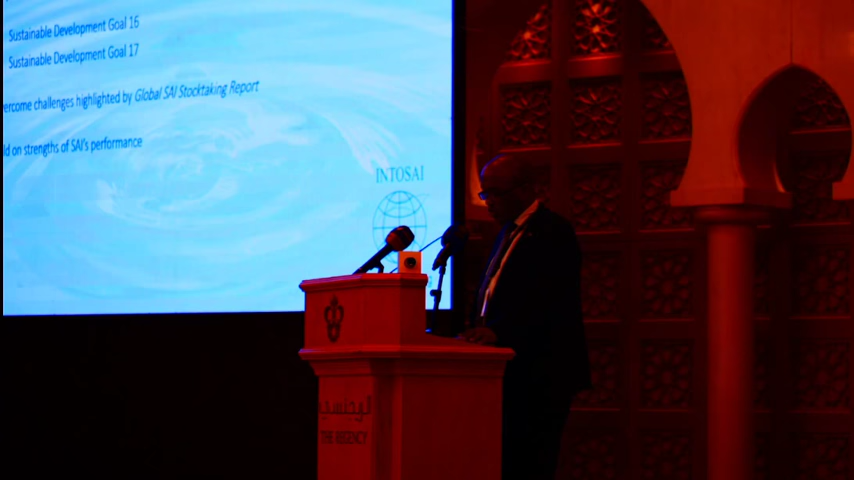 Sustainable Development Goal 16
Sustainable Development Goal 17
ercome challenges highlighted by Global SAI Stocktaking Report
ld on strengths of SAI's performance
INTOSAI
الريجنسي
THE REGENCY